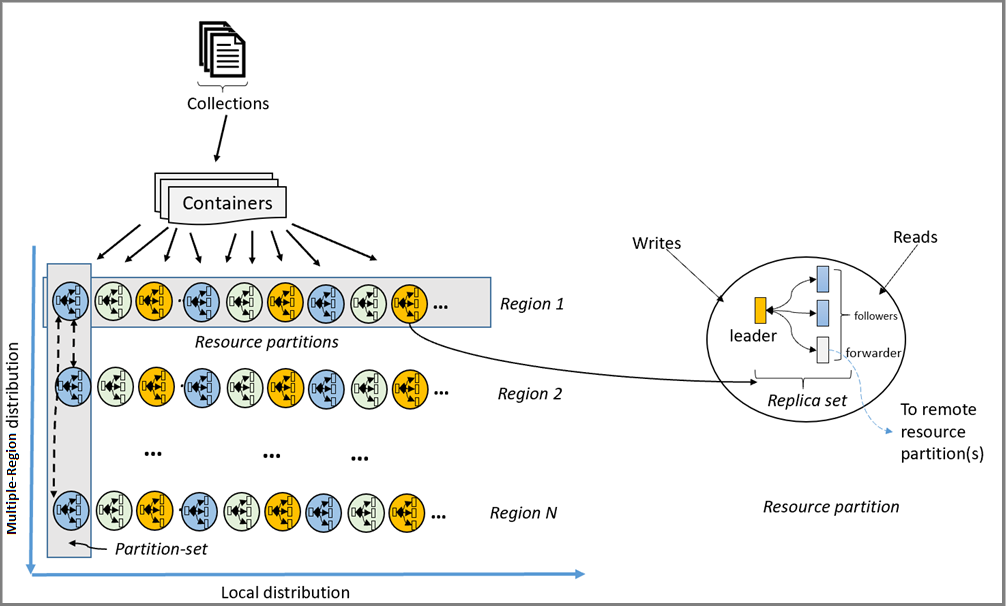 Collections
Containers
Writes
Reads
Region 1
Resource partitions
leader
followers
forwarder
Replica set
Region 2
To remote
resource
partition(s)
...
...
...
Region N
Resource partition
Partition-set
Multiple-Region distribution
Local distribution